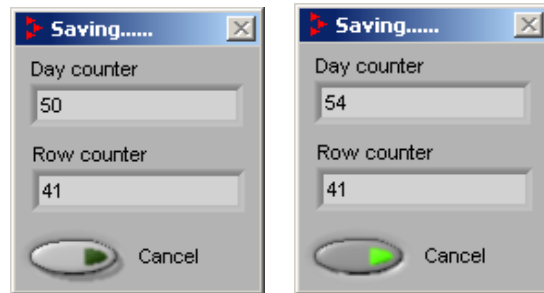 Saving......
Day counter
50
Row counter
41
Cancel
Saving......
Day counter
54
Row counter
41
Cancel